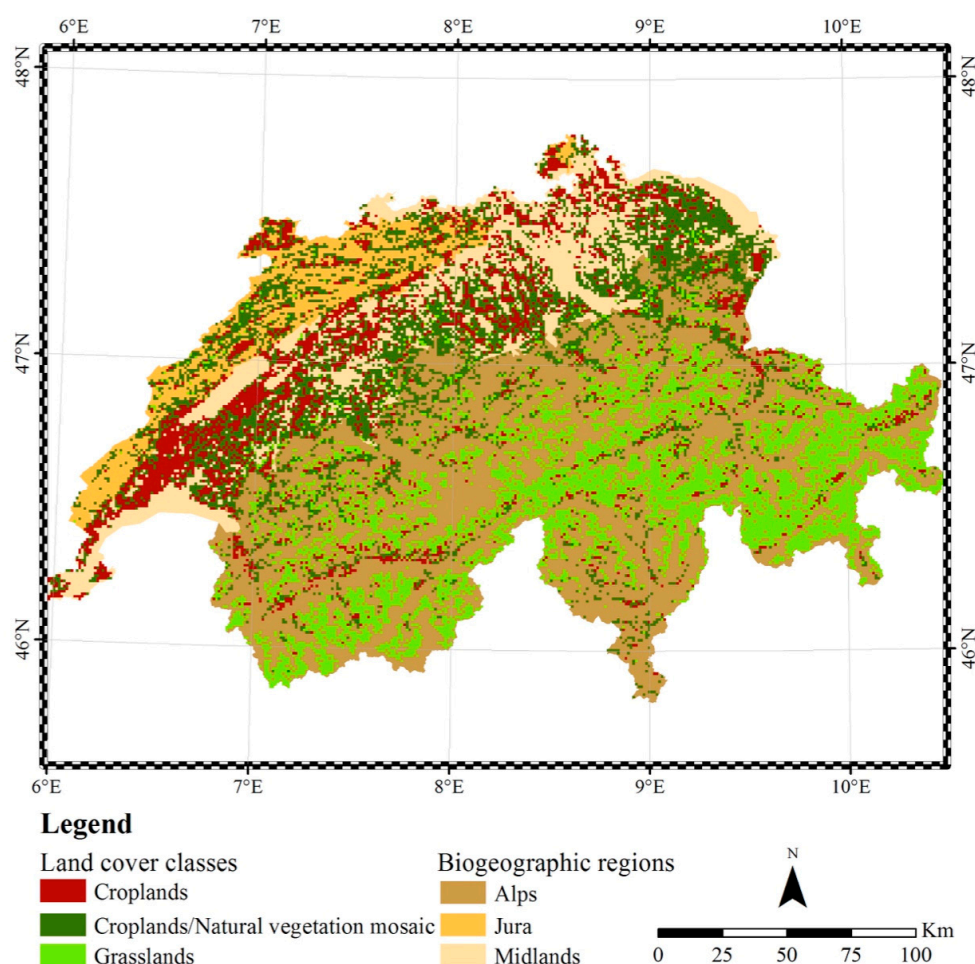 6°E 7°E 8°E 9°E 10°E
48°N 48°N
47°N 47°N
46°N 46°N
6°E 7°E 8°E 9°E 10°E
Legend
Land cover classes
Croplands
Croplands/Natural vegetation mosaic
Grasslands
Biogeographic regions
Alps
Jura
Midlands
N
Km
0 25 50 75 100